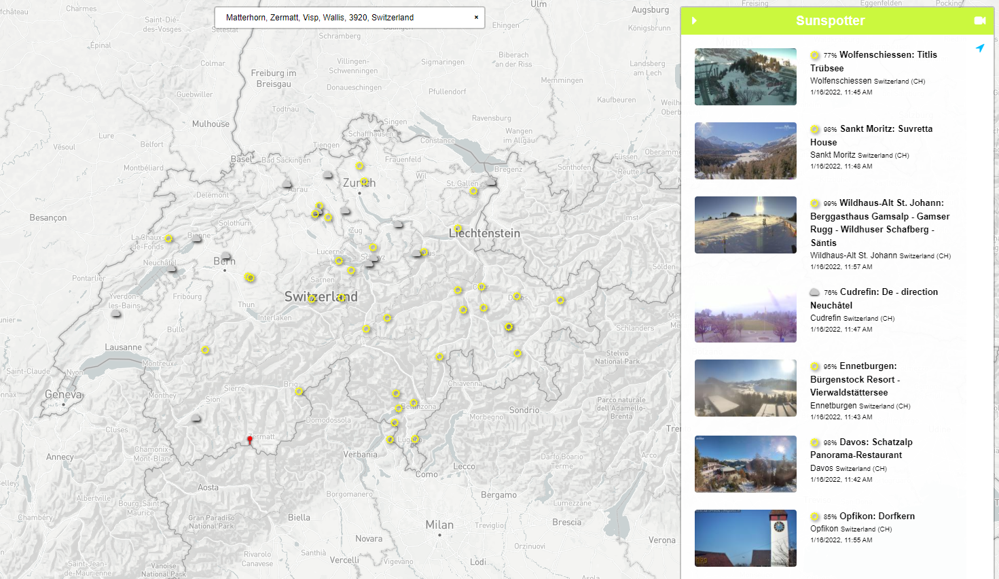 Matterhorn, Zermatt, Visp, Wallis, 3920, Switzerland
×
Sunspotter
77% Wolfenschiessen: Titlis
Trübsee
Wolfenschiessen Switzerland (CH)
1/16/2022, 11:45 AM
98% Sankt Moritz: Suvretta
House
Sankt Moritz Switzerland (CH)
1/16/2022, 11:48 AM
99% Wildhaus-Alt St. Johann:
Berggasthaus Gamsalp - Gamser
Rugg - Wildhuser Schafberg -
Säntis
Wildhaus-Alt St. Johann Switzerland (CH)
1/16/2022, 11:57 AM
76% Cudrefin: De - direction
Neuchâtel
Cudrefin Switzerland (CH)
1/16/2022, 11:47 AM
95% Ennetburgen:
Bürgenstock Resort -
Vierwaldstättersee
Ennetburgen Switzerland (CH)
1/16/2022, 11:43 AM
98% Davos: Schatzalp
Panorama-Restaurant
Davos Switzerland (CH)
1/16/2022, 11:42 AM
85% Opfikon: Dorfkern
Opfikon Switzerland (CH)
1/16/2022, 11:55 AM
Ulm
Augsburg
Freising
Eggenfelden
Pocking
Saint-Dié-
des-Vosges
Sélestat
Schramberg
Ehingen
Königsbrunn
Épinal
Villingen-
Schwenningen
Sigmaringen
Biberach
an der Riss
Landsberg
am Lech
Colmar
Freiburg im
Breisgau
Donaueschingen
Memmingen
Guebwiller
Pfullendorf
Kaufbeuren
Todtnau
Ravensburg
Mulhouse
Singen
Schaffhausen
Wangen
im Allgäu
Lure
Vesoul
Belfort
Tengen
Constance
Füssen
Basel
Bad Säckingen
Frauenfeld
Bregenz
Sonthofen
Reutte
Montbéliard
Wil
St. Gallen
Zurich
Aarau
Delémont
Imst
Besançon
Solothurn
Zug
Liechtenstein
La Chaux-
de-Fonds
Bienne
Lucerne
Neuchâtel
Bern
Sölden
Pontarlier
Sarnen
Chur
Davos
Yverdon-
les-Bains
Fribourg
Switzerland
Thun
Interlaken
Bulle
Schlanders
Lausanne
Stelvio
National Park
Saint-Claude
Nyon
Montreux
Chiavenna
Geneva
Monthey
Sion
Sierre
Brig
Bellinzona
Sondrio
Parco naturale
dell'Adamello-
Brenta
Morbegno
Domodossola
Cluses
Zermatt
Lugano
Chamonix-
Mont-Blanc
Verbania
Annecy
Lecco
Como
Darfo Boario
Terme
Arco
Aosta
Borgomanero
Bergamo
Albertville
Bourg-Saint-
Maurice
Lumezzane
Chambéry
Gran Paradiso
National Park
Biella
Milan
Treviglio
Brescia
Novara
Verona
Orzinuovi
Rivarolo
Canavese
Santhià
Vercelli
Vigevano
Lodi
Saint-Jean-
de-Maurienne
Vanoise
National Park